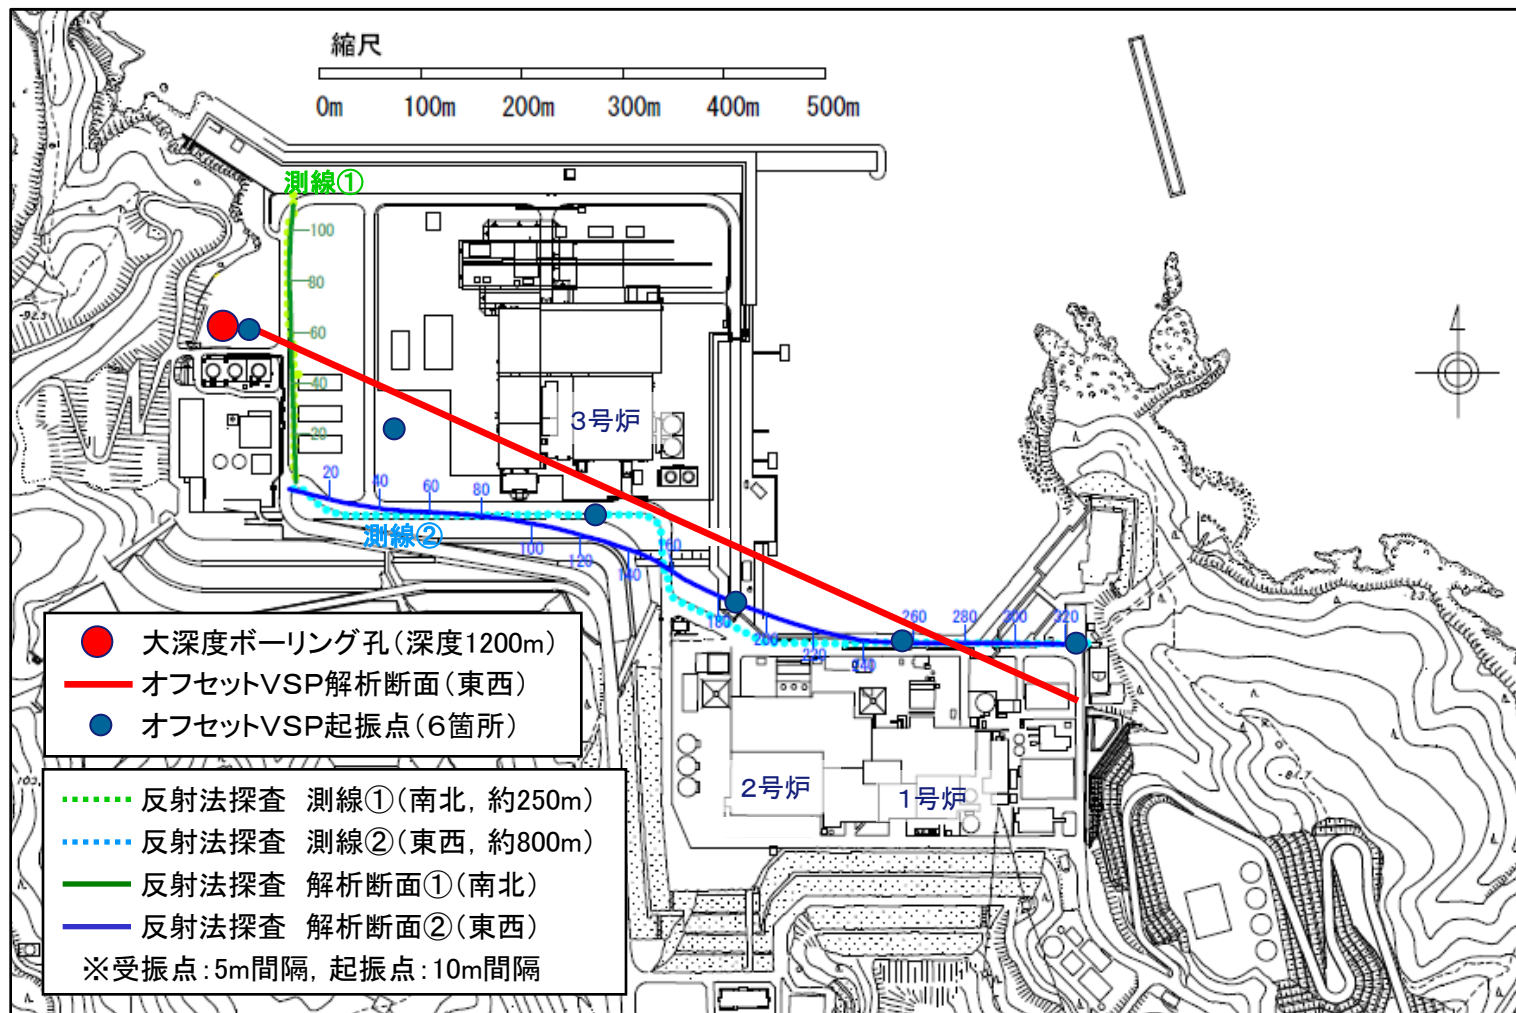 縮尺
0m 100m 200m 300m 400m 500m
測線①
100
80
60
40
20
3号炉
20 40 60 80 100 120 140 160 180 200 220 240 260 280 300 320
測線②
2号炉
1号炉
大深度ボーリング孔(深度1200m)
オフセットVSP解析断面(東西)
オフセットVSP起振点(6箇所)
反射法探査 測線①(南北, 約250m)
反射法探査 測線②(東西, 約800m)
反射法探査 解析断面①(南北)
反射法探査 解析断面②(東西)
※受振点:5m間隔, 起振点:10m間隔